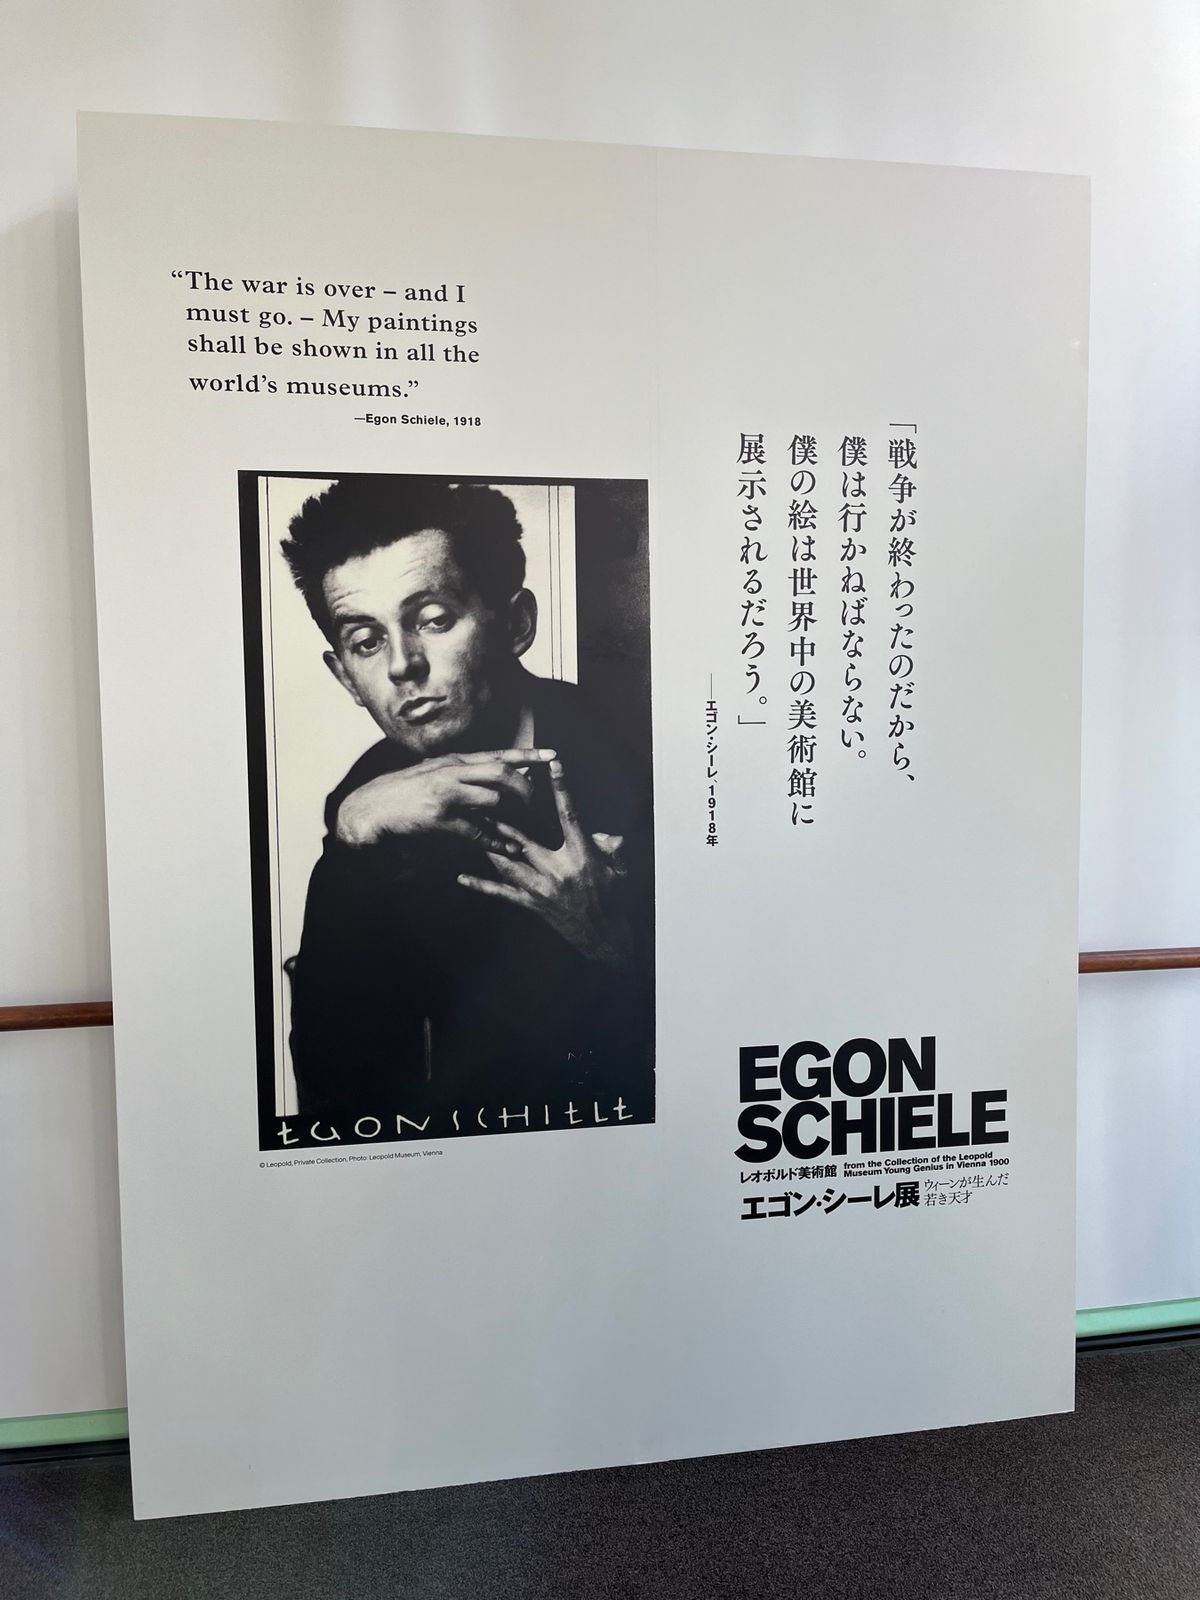 “The war is over – and I
must go. – My paintings
shall be shown in all the
world’s museums.”
—Egon Schiele, 1918
「戦争が終わったのだから、
僕は行かねばならない。
僕の絵は世界中の美術館に
展示されるだろう。」
——エゴン・シーレ、1918年
EGON SCHIELE
© Leopold, Private Collection, Photo: Leopold Museum, Vienna
EGON
SCHIELE
レオポルド美術館
from the Collection of the Leopold
Museum Young Genius in Vienna 1900
エゴン・シーレ展
ウィーンが生んだ
若き天才